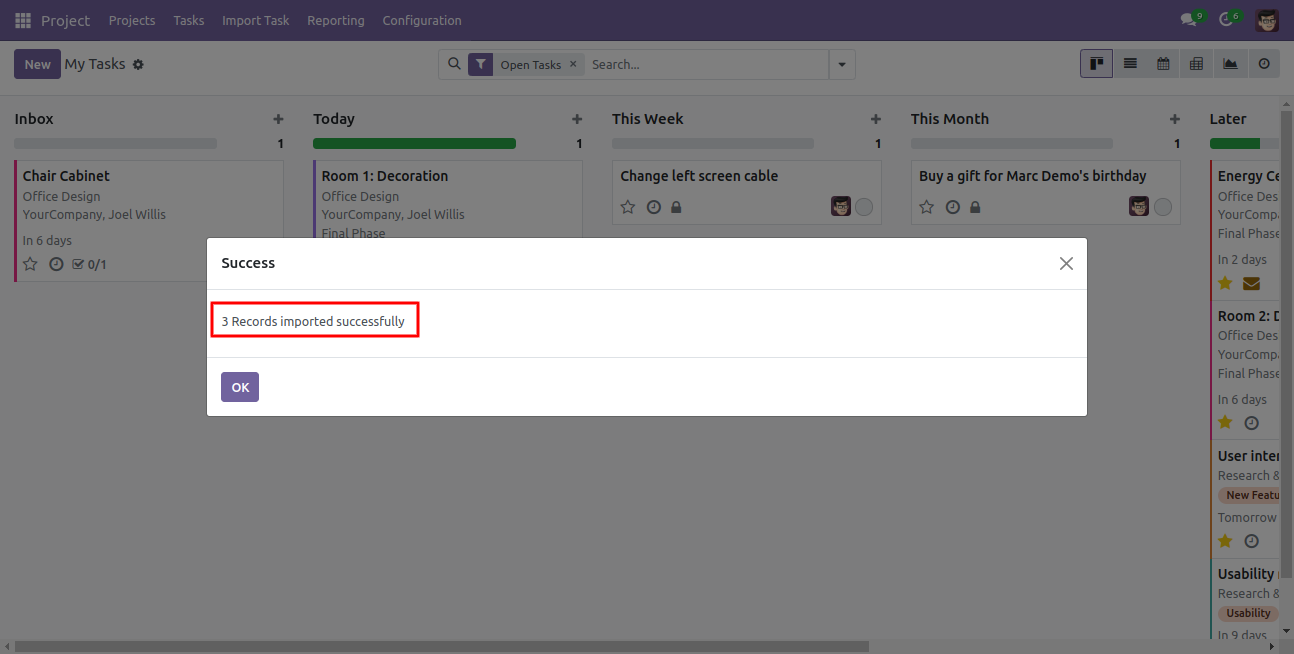 Project Projects Tasks Import Task Reporting Configuration 9 6
New My Tasks Open Tasks × Search...
Inbox + Today + This Week + This Month + Later
1 1 1 1
Chair Cabinet
Office Design
YourCompany, Joel Willis
In 6 days
0/1
Room 1: Decoration
Office Design
YourCompany, Joel Willis
Final Phase
Change left screen cable
Buy a gift for Marc Demo's birthday
Energy Ce
Office Des
YourCompa
Final Phase
In 2 days
Room 2: D
Office Des
YourCompa
Final Phase
In 6 days
User inter
Research &
New Featu
Tomorrow
Usability
Research &
Usability
In 9 days
Success
3 Records imported successfully
OK